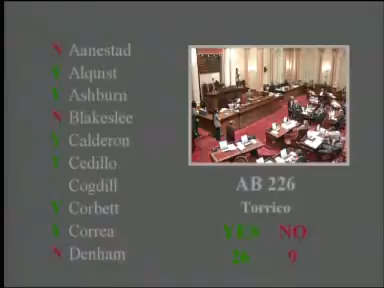 N Aanestad
Y Alquist
Y Ashburn
N Blakeslee
Y Calderon
Y Cedillo
Cogdill
Y Corbett
Y Correa
N Denham
AB 226
Torrico
YES NO
26 9